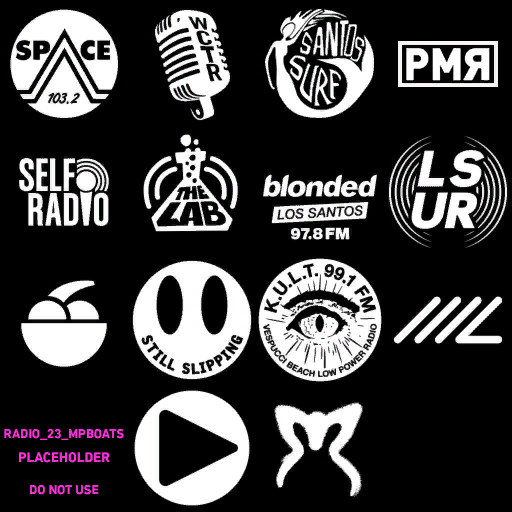 SPACE
103.2
WCTR
SANTOS
SURF
PMR
SELF
RADIO
THE
LAB
blonded
LOS SANTOS
97.8 FM
LS
UR
STILL SLIPPING
K.U.L.T. 99.1 FM
VESPUCCI BEACH LOW POWER RADIO
RADIO_23_MPBOATS
PLACEHOLDER
DO NOT USE